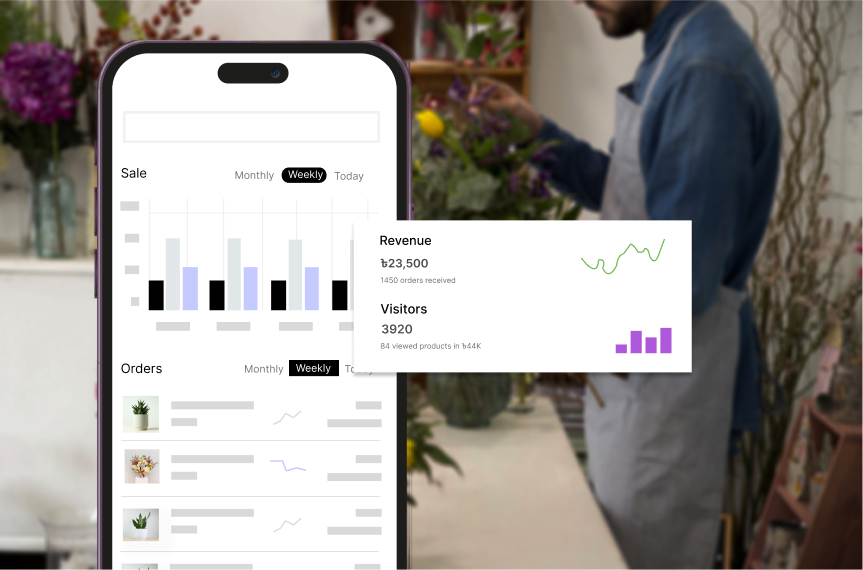 Sale
Monthly Weekly Today
Revenue
৳23,500
1450 orders received
Visitors
3920
84 viewed products in ৳44K
Orders
Monthly Weekly